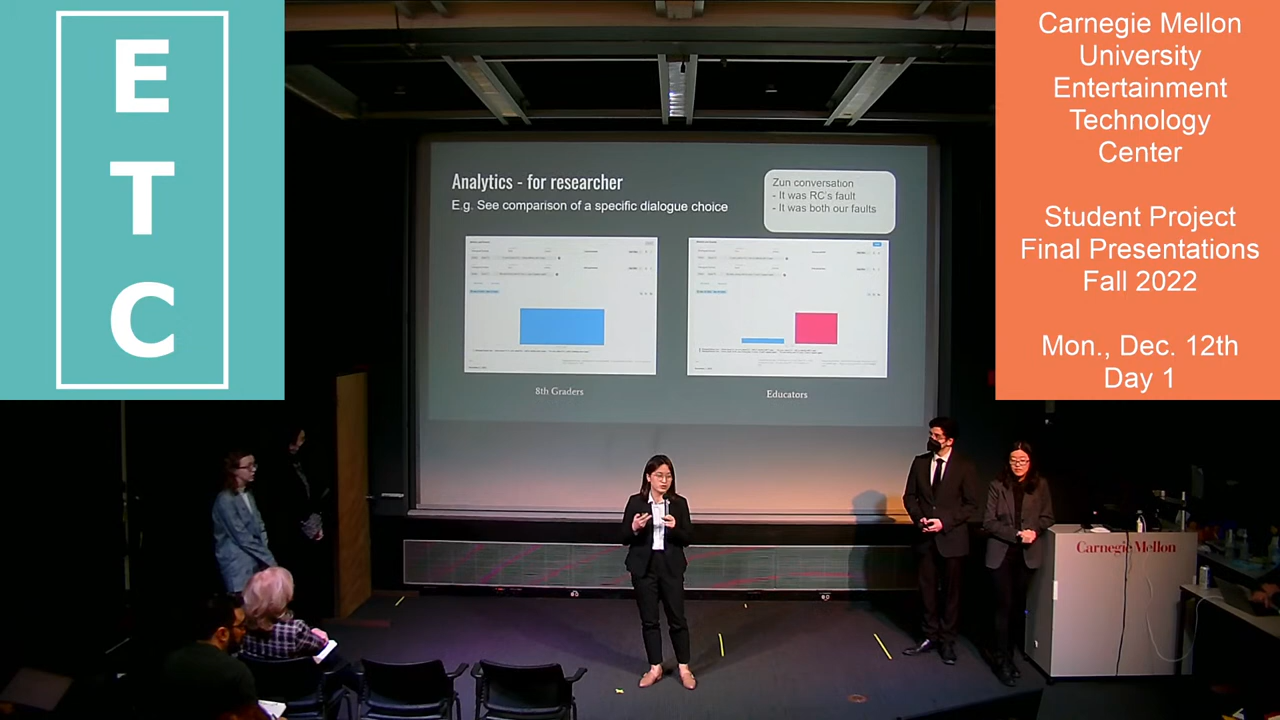 E
T
C
Carnegie Mellon
University
Entertainment
Technology
Center
Student Project
Final Presentations
Fall 2022
Mon., Dec. 12th
Day 1
Analytics - for researcher
E.g. See comparison of a specific dialogue choice
Zun conversation
- It was RC's fault
- It was both our faults
8th Graders
Educators
Carnegie Mellon